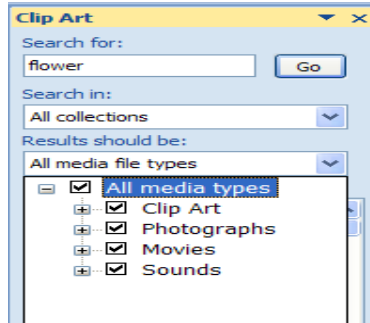 Clip Art
Search for:
flower
Go
Search in:
All collections
Results should be:
All media file types
All media types
Clip Art
Photographs
Movies
Sounds